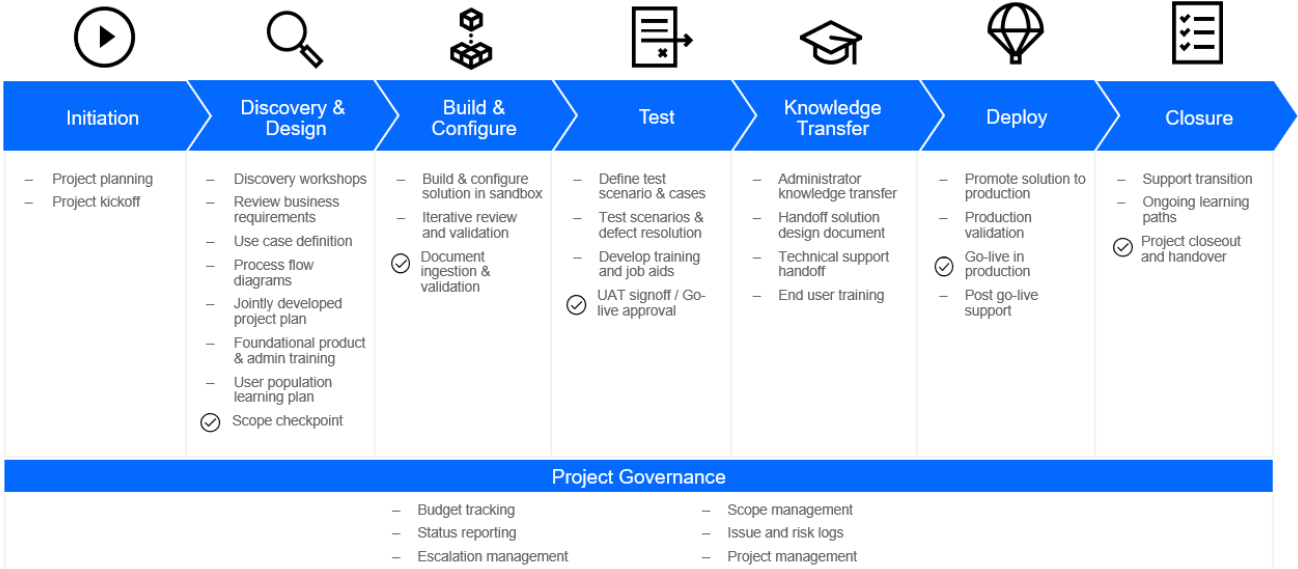 Initiation
Discovery &
Design
Build &
Configure
Test
Knowledge
Transfer
Deploy
Closure
– Project planning
– Project kickoff
– Discovery workshops
– Review business
requirements
– Use case definition
– Process flow
diagrams
– Jointly developed
project plan
– Foundational product
& admin training
– User population
learning plan
Scope checkpoint
– Build & configure
solution in sandbox
– Iterative review
and validation
Document
ingestion &
validation
– Define test
scenario & cases
– Test scenarios &
defect resolution
– Develop training
and job aids
UAT signoff / Go-
live approval
– Administrator
knowledge transfer
– Handoff solution
design document
– Technical support
handoff
– End user training
– Promote solution to
production
– Production
validation
Go-live in
production
– Post go-live
support
– Support transition
– Ongoing learning
paths
Project closeout
and handover
Project Governance
– Budget tracking
– Status reporting
– Escalation management
– Scope management
– Issue and risk logs
– Project management